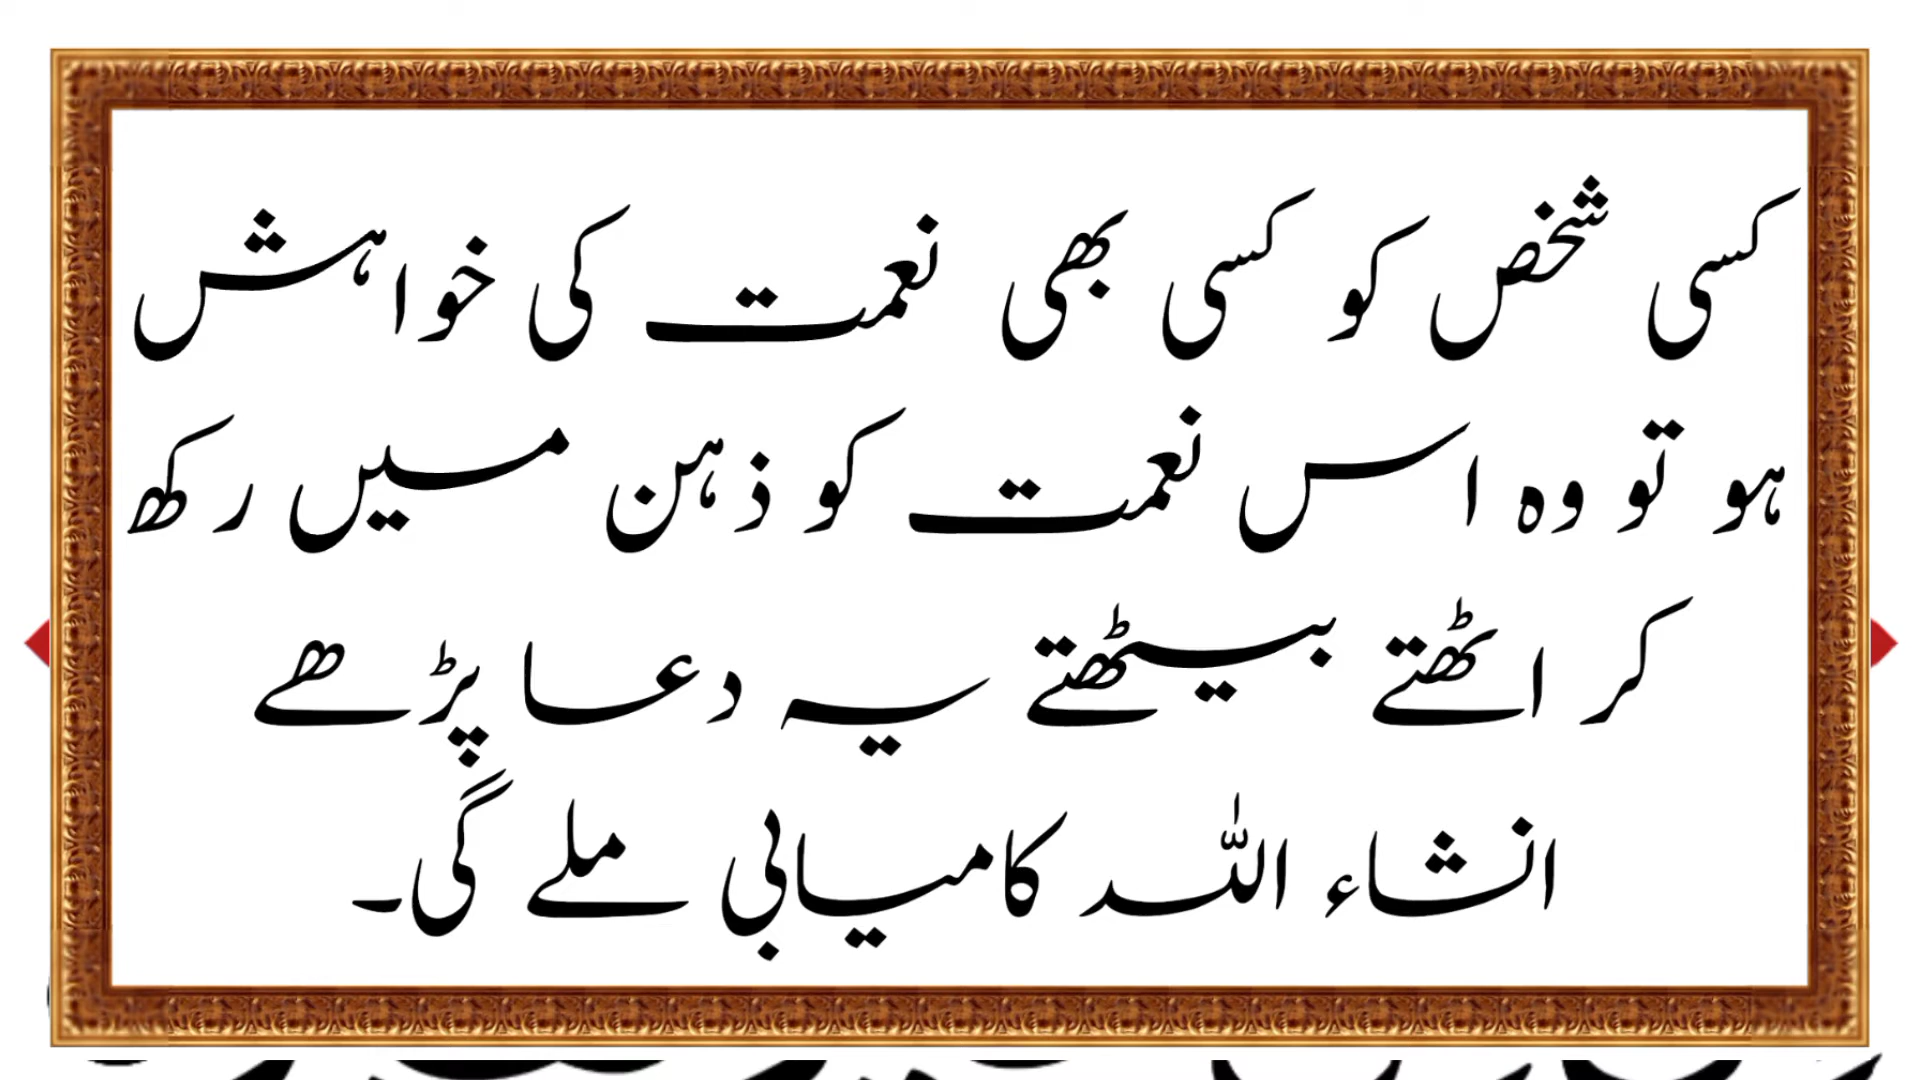 کسی شخص کو کسی بھی نعمت کی خواہش
ہو تو وہ اس نعمت کو ذہن میں رکھ
کر اٹھتے بیٹھتے یہ دعا پڑھے
انشاء اللہ کامیابی ملے گی۔